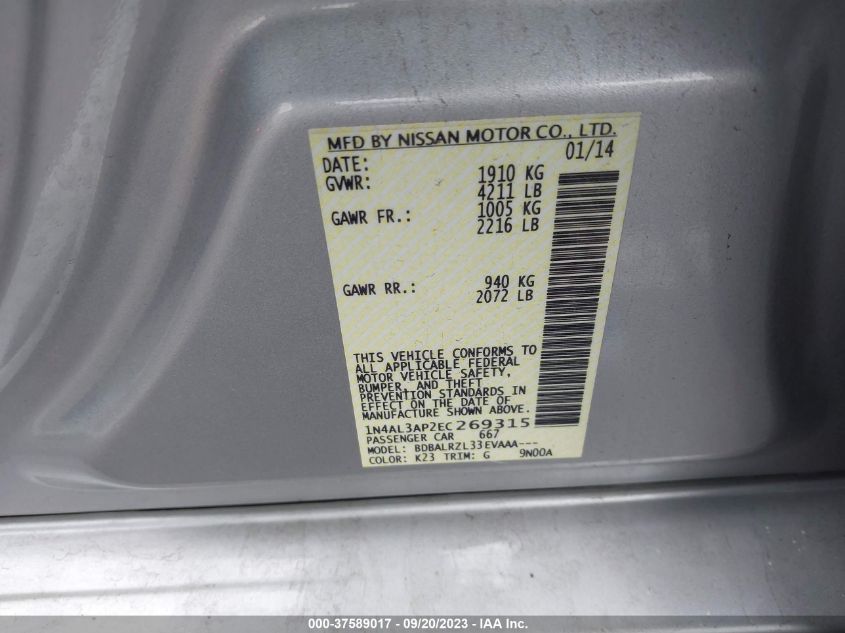 MFD BY NISSAN MOTOR CO., LTD.
DATE: 01/14
GVWR: 1910 KG
4211 LB
GAWR FR.: 1005 KG
2216 LB
GAWR RR.: 940 KG
2072 LB
THIS VEHICLE CONFORMS TO
ALL APPLICABLE FEDERAL
MOTOR VEHICLE SAFETY,
BUMPER, AND THEFT
PREVENTION STANDARDS IN
EFFECT ON THE DATE OF
MANUFACTURE SHOWN ABOVE.
1N4AL3AP2EC269315
PASSENGER CAR 667
MODEL: BDBALRZL33EVAAA---
COLOR: K23 TRIM: G 9N00A
000-37589017 - 09/20/2023 - IAA Inc.